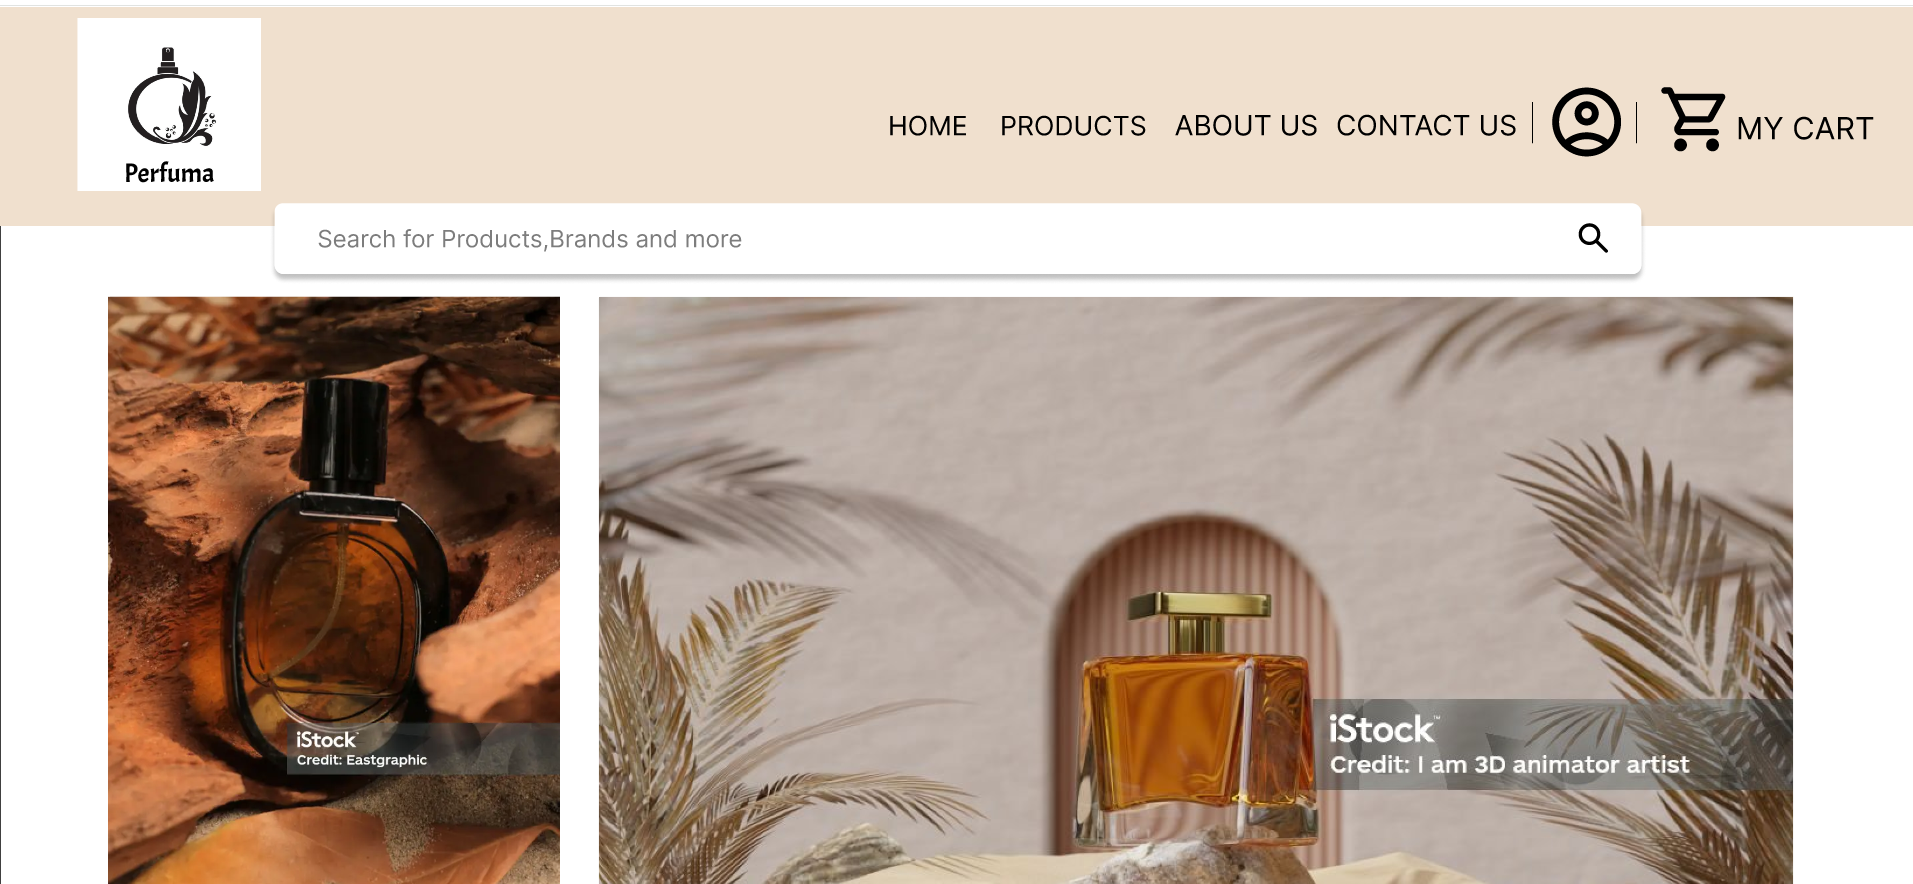 Perfuma
HOME PRODUCTS ABOUT US CONTACT US MY CART
Search for Products,Brands and more
iStock
Credit: Eastgraphic
iStock™
Credit: I am 3D animator artist